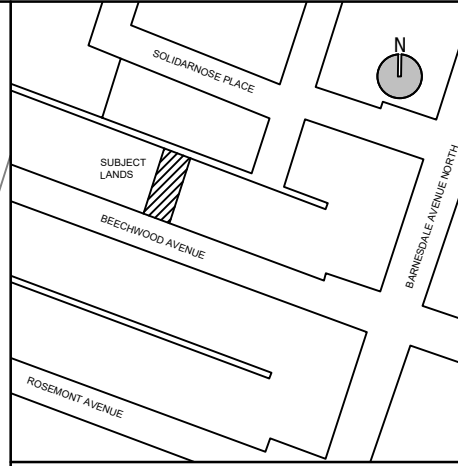 N
SOLIDARNOSE PLACE
SUBJECT
LANDS
BEECHWOOD AVENUE
BARNESDALE AVENUE NORTH
ROSEMONT AVENUE